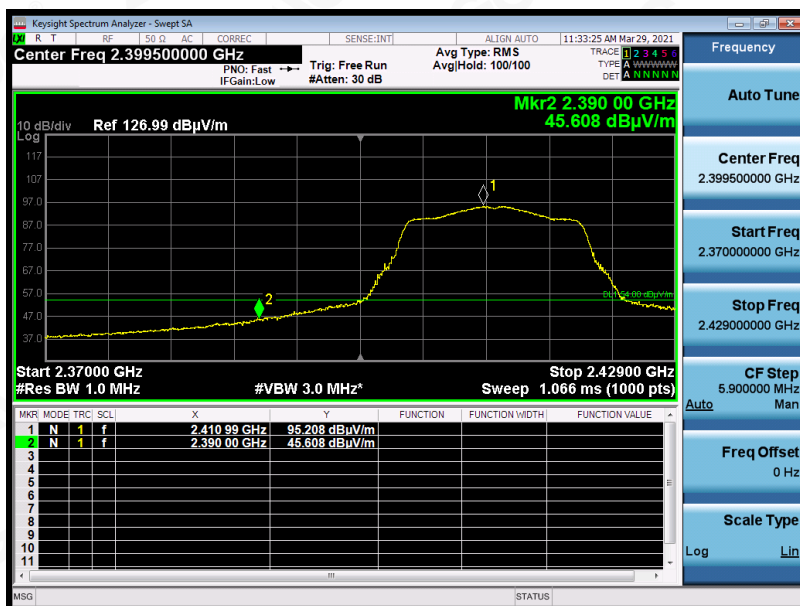 Keysight Spectrum Analyzer - Swept SA
LXI R T RF 50 Ω AC CORREC SENSE:INT ALIGN AUTO 11:33:25 AM Mar 29, 2021
Center Freq 2.399500000 GHz
PNO: Fast
IFGain:Low
Trig: Free Run
#Atten: 30 dB
Avg Type: RMS
Avg|Hold: 100/100
TRACE 1 2 3 4 5 6
TYPE A WWWWW
DET A N N N N N
Mkr2 2.390 00 GHz
45.608 dBµV/m
10 dB/div Ref 126.99 dBµV/m
Log
117
107
97.0
87.0
77.0
67.0
57.0
47.0
37.0
1
2
DL1 54.00 dBµV/m
Start 2.37000 GHz Stop 2.42900 GHz
#Res BW 1.0 MHz #VBW 3.0 MHz* Sweep 1.066 ms (1000 pts)
MKR MODE TRC SCL X Y FUNCTION FUNCTION WIDTH FUNCTION VALUE
1 N 1 f 2.410 99 GHz 95.208 dBµV/m
2 N 1 f 2.390 00 GHz 45.608 dBµV/m
3
4
5
6
7
8
9
10
11
MSG STATUS
Frequency
Auto Tune
Center Freq
2.399500000 GHz
Start Freq
2.370000000 GHz
Stop Freq
2.429000000 GHz
CF Step
5.900000 MHz
Auto Man
Freq Offset
0 Hz
Scale Type
Log Lin